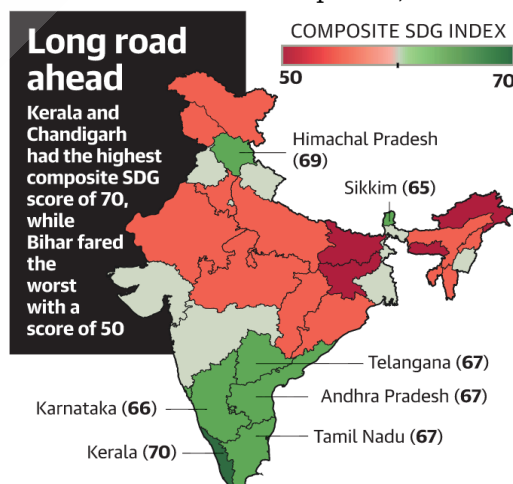 COMPOSITE SDG INDEX
50
70
Long road
ahead
Kerala and
Chandigarh
had the highest
composite SDG
score of 70,
while
Bihar fared
the
worst
with a
score of 50
Himachal Pradesh
(69)
Sikkim (65)
Telangana (67)
Andhra Pradesh (67)
Tamil Nadu (67)
Karnataka (66)
Kerala (70)